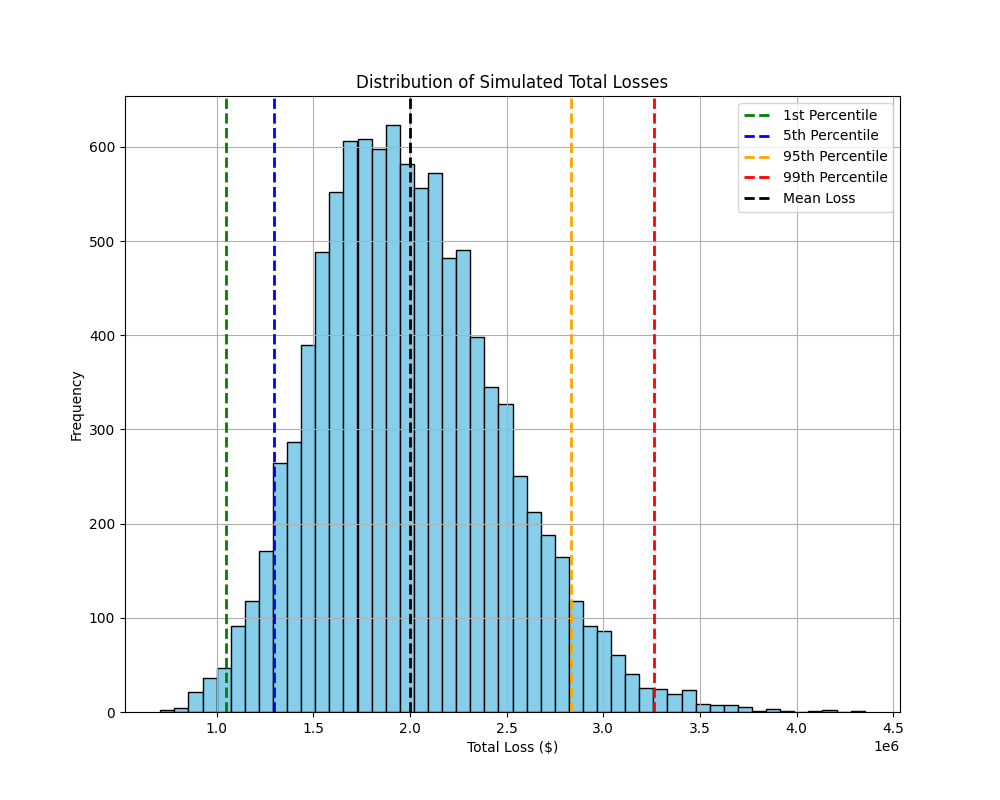 Distribution of Simulated Total Losses
1st Percentile
5th Percentile
95th Percentile
99th Percentile
Mean Loss
Frequency
600
500
400
300
200
100
0
1.0 1.5 2.0 2.5 3.0 3.5 4.0 4.5
1e6
Total Loss ($)